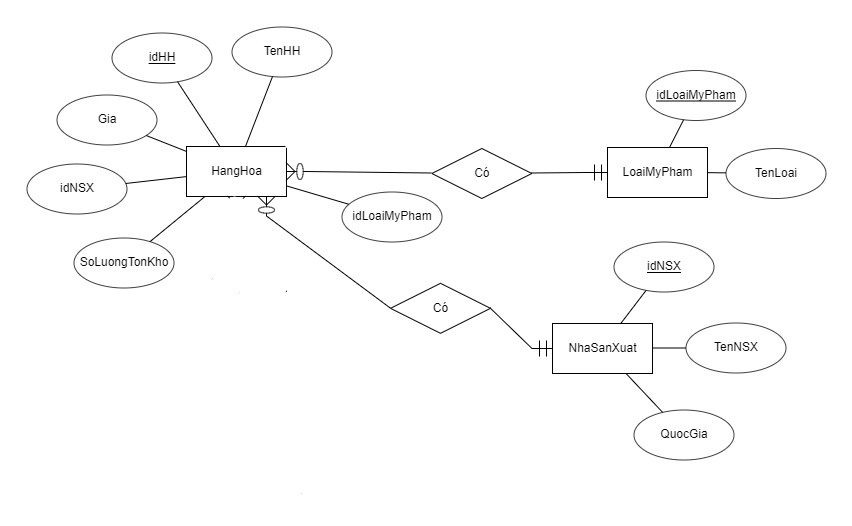 TenHH
idHH
idLoaiMyPham
Gia
HangHoa
Có
LoaiMyPham
TenLoai
idNSX
idLoaiMyPham
SoLuongTonKho
idNSX
Có
NhaSanXuat
TenNSX
QuocGia